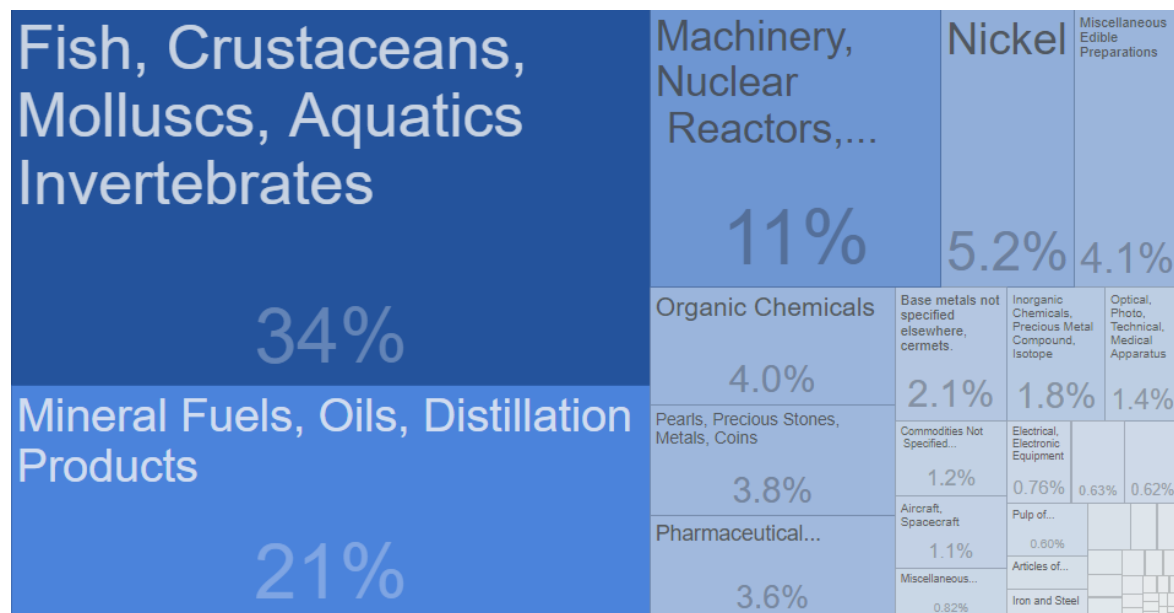 Fish, Crustaceans,
Molluscs, Aquatics
Invertebrates
34%
Mineral Fuels, Oils, Distillation
Products
21%
Machinery,
Nuclear
Reactors,...
11%
Nickel
5.2%
Miscellaneous
Edible
Preparations
4.1%
Organic Chemicals
4.0%
Pearls, Precious Stones,
Metals, Coins
3.8%
Pharmaceutical...
3.6%
Base metals not
specified
elsewhere,
cermets.
2.1%
Inorganic
Chemicals,
Precious Metal
Compound,
Isotope
1.8%
Optical,
Photo,
Technical,
Medical
Apparatus
1.4%
Commodities Not
Specified...
1.2%
Aircraft,
Spacecraft
1.1%
Miscellaneous...
0.82%
Electrical,
Electronic
Equipment
0.76%
0.63%
0.62%
Pulp of...
0.60%
Articles of...
Iron and Steel